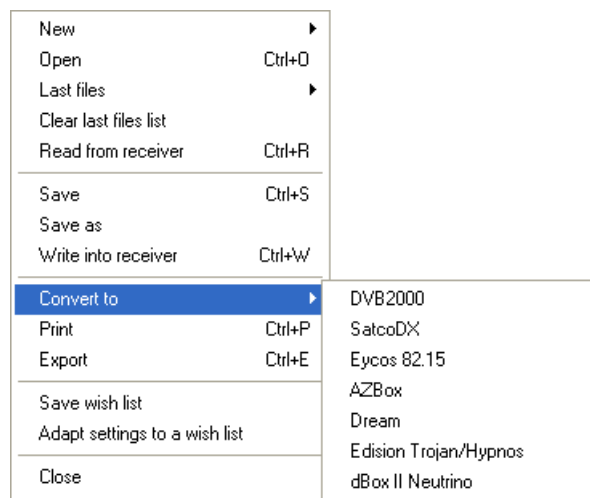 New
Open Ctrl+O
Last files
Clear last files list
Read from receiver Ctrl+R
Save Ctrl+S
Save as
Write into receiver Ctrl+W
Convert to
Print Ctrl+P
Export Ctrl+E
Save wish list
Adapt settings to a wish list
Close
DVB2000
SatcoDX
Eycos 82.15
AZBox
Dream
Edision Trojan/Hypnos
dBox II Neutrino